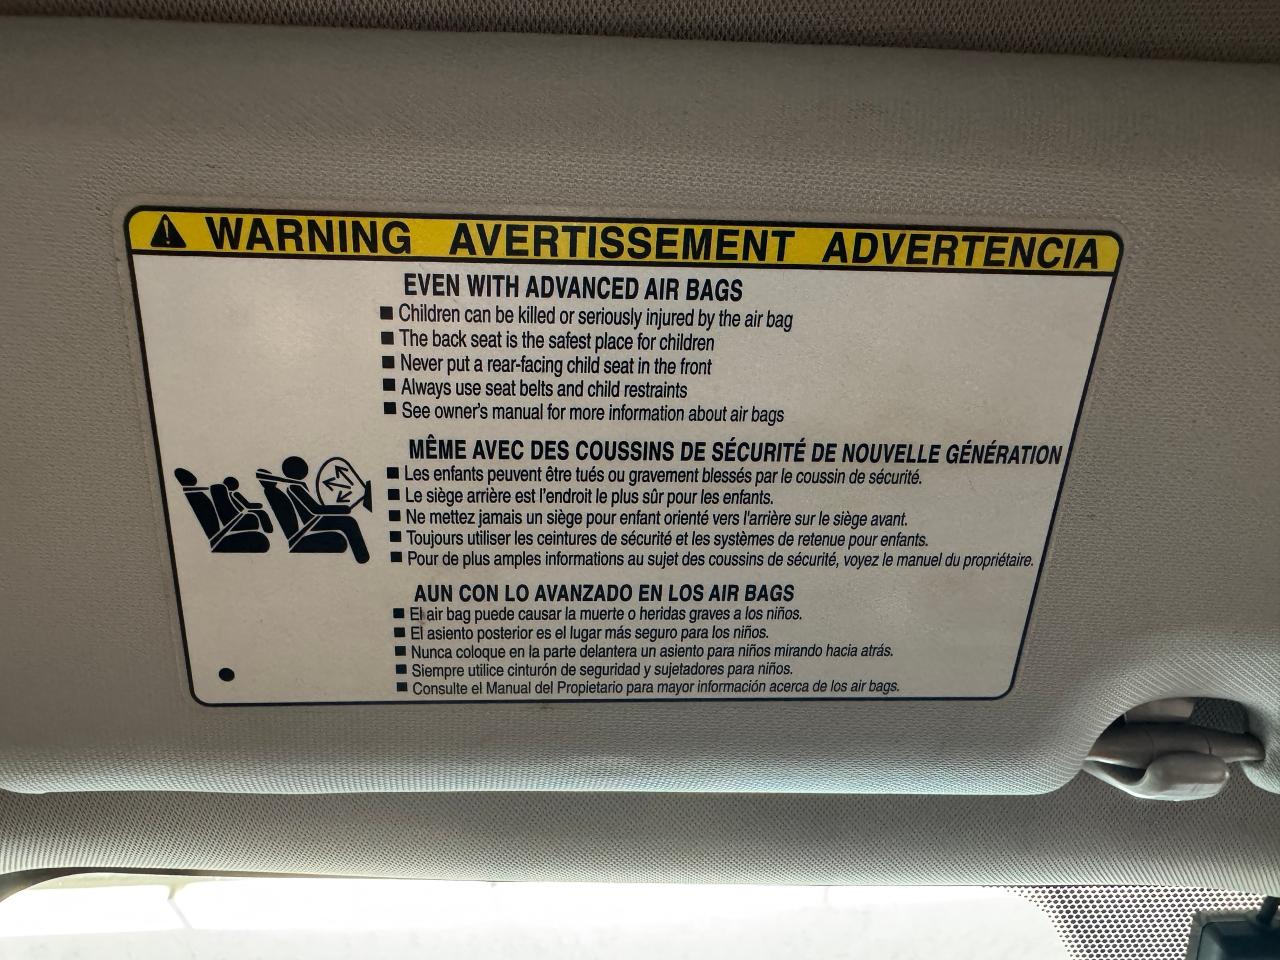 WARNING AVERTISSEMENT ADVERTENCIA
EVEN WITH ADVANCED AIR BAGS
■ Children can be killed or seriously injured by the air bag
■ The back seat is the safest place for children
■ Never put a rear-facing child seat in the front
■ Always use seat belts and child restraints
■ See owner's manual for more information about air bags
MÊME AVEC DES COUSSINS DE SÉCURITÉ DE NOUVELLE GÉNÉRATION
■ Les enfants peuvent être tués ou gravement blessés par le coussin de sécurité.
■ Le siège arrière est l'endroit le plus sûr pour les enfants.
■ Ne mettez jamais un siège pour enfant orienté vers l'arrière sur le siège avant.
■ Toujours utiliser les ceintures de sécurité et les systèmes de retenue pour enfants.
■ Pour de plus amples informations au sujet des coussins de sécurité, voyez le manuel du propriétaire.
AUN CON LO AVANZADO EN LOS AIR BAGS
■ El air bag puede causar la muerte o heridas graves a los niños.
■ El asiento posterior es el lugar más seguro para los niños.
■ Nunca coloque en la parte delantera un asiento para niños mirando hacia atrás.
■ Siempre utilice cinturón de seguridad y sujetadores para niños.
■ Consulte el Manual del Propietario para mayor información acerca de los air bags.